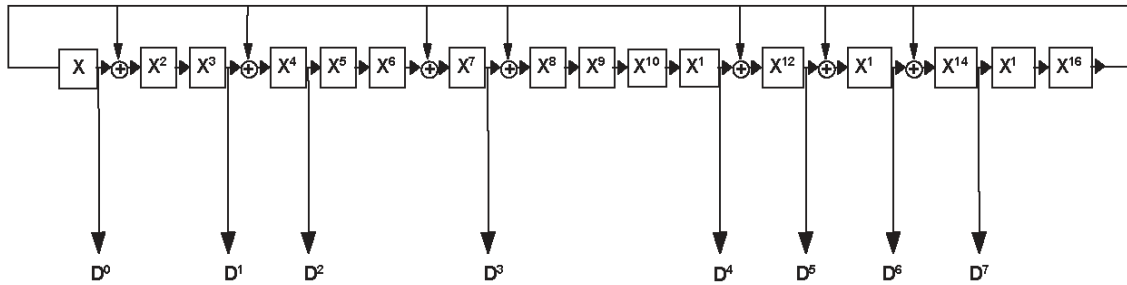 X X² X³ X⁴ X⁵ X⁶ X⁷ X⁸ X⁹ X¹⁰ X¹ X¹² X¹ X¹⁴ X¹ X¹⁶
D⁰ D¹ D² D³ D⁴ D⁵ D⁶ D⁷